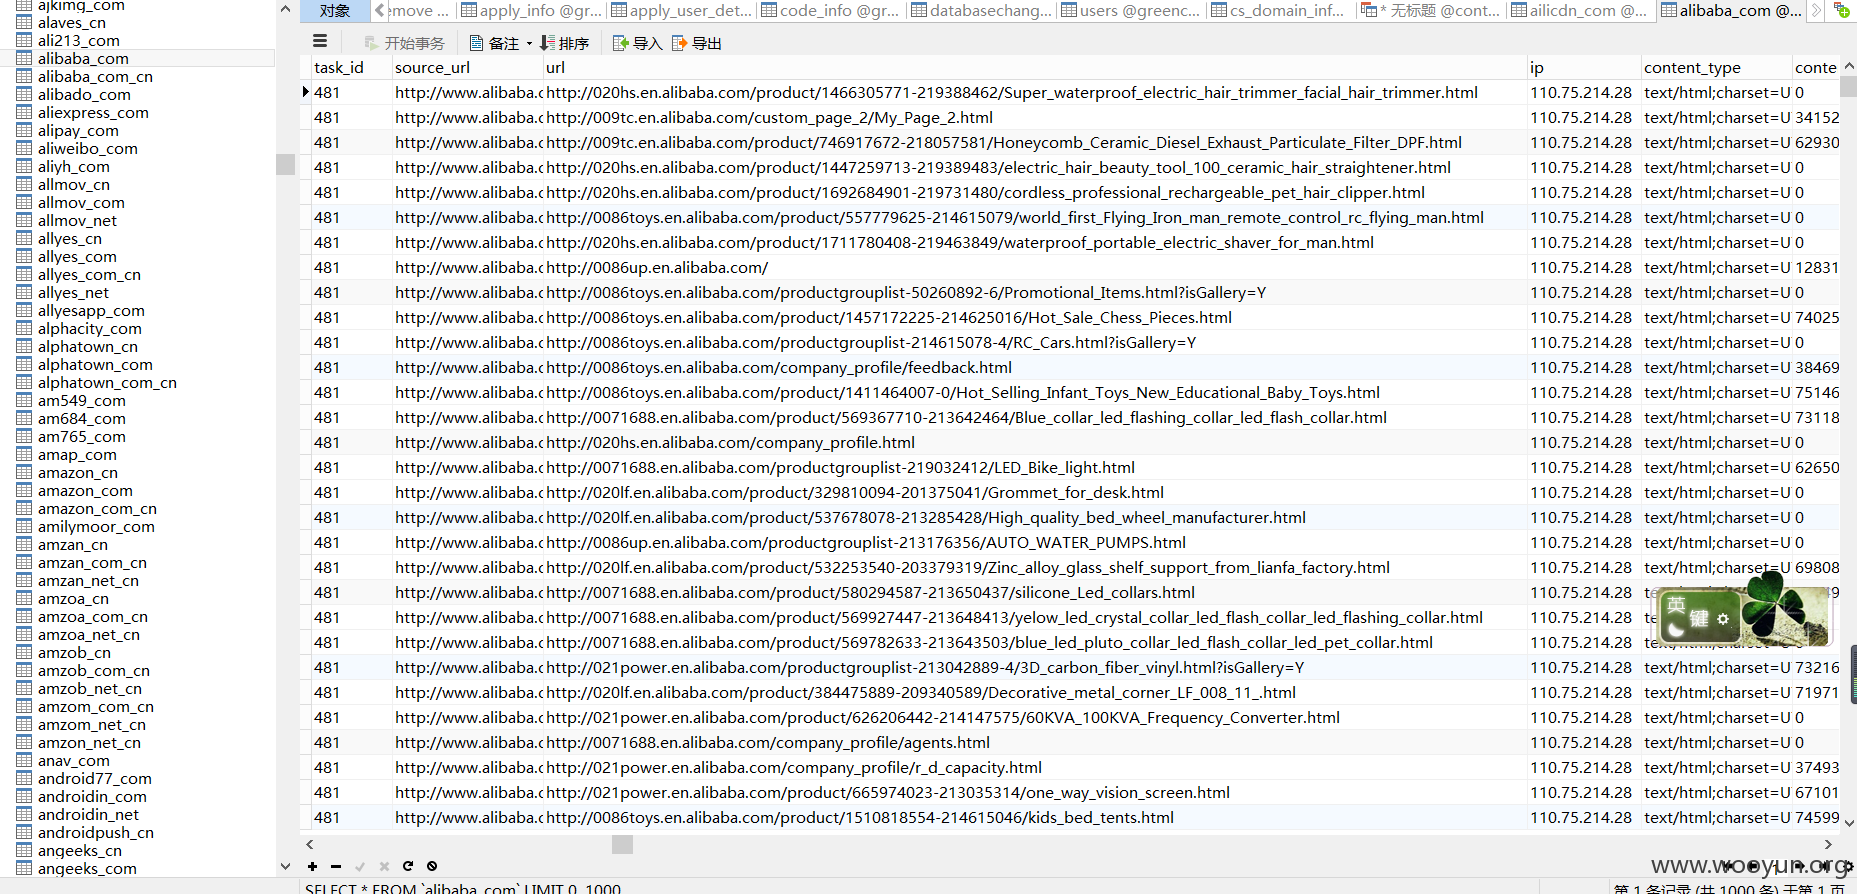 对象 emove ... apply_info @gr... apply_user_det... code_info @gr... databasechang... users @greenc... cs_domain_inf... * 无标题 @cont... ailicdn_com @... alibaba_com @...
开始事务 备注 排序 导入 导出
ajkimg_com
alaves_cn
ali213_com
alibaba_com
alibaba_com_cn
alibado_com
aliexpress_com
alipay_com
aliweibo_com
aliyh_com
allmov_cn
allmov_com
allmov_net
allyes_cn
allyes_com
allyes_com_cn
allyes_net
allyesapp_com
alphacity_com
alphatown_cn
alphatown_com
alphatown_com_cn
am549_com
am684_com
am765_com
amap_com
amazon_cn
amazon_com
amazon_com_cn
amilymoor_com
amzan_cn
amzan_com_cn
amzan_net_cn
amzoa_cn
amzoa_com_cn
amzoa_net_cn
amzob_cn
amzob_com_cn
amzob_net_cn
amzom_com_cn
amzom_net_cn
amzon_net_cn
anav_com
android77_com
androidin_com
androidin_net
androidpush_cn
angeeks_cn
angeeks_com
task_id source_url url ip content_type conte
481 http://www.alibaba.c http://020hs.en.alibaba.com/product/1466305771-219388462/Super_waterproof_electric_hair_trimmer_facial_hair_trimmer.html 110.75.214.28 text/html;charset=U 0
481 http://www.alibaba.c http://009tc.en.alibaba.com/custom_page_2/My_Page_2.html 110.75.214.28 text/html;charset=U 34152
481 http://www.alibaba.c http://009tc.en.alibaba.com/product/746917672-218057581/Honeycomb_Ceramic_Diesel_Exhaust_Particulate_Filter_DPF.html 110.75.214.28 text/html;charset=U 62930
481 http://www.alibaba.c http://020hs.en.alibaba.com/product/1447259713-219389483/electric_hair_beauty_tool_100_ceramic_hair_straightener.html 110.75.214.28 text/html;charset=U 0
481 http://www.alibaba.c http://020hs.en.alibaba.com/product/1692684901-219731480/cordless_professional_rechargeable_pet_hair_clipper.html 110.75.214.28 text/html;charset=U 0
481 http://www.alibaba.c http://0086toys.en.alibaba.com/product/557779625-214615079/world_first_Flying_Iron_man_remote_control_rc_flying_man.html 110.75.214.28 text/html;charset=U 0
481 http://www.alibaba.c http://020hs.en.alibaba.com/product/1711780408-219463849/waterproof_portable_electric_shaver_for_man.html 110.75.214.28 text/html;charset=U 0
481 http://www.alibaba.c http://0086up.en.alibaba.com/ 110.75.214.28 text/html;charset=U 12831
481 http://www.alibaba.c http://0086toys.en.alibaba.com/productgrouplist-50260892-6/Promotional_Items.html?isGallery=Y 110.75.214.28 text/html;charset=U 0
481 http://www.alibaba.c http://0086toys.en.alibaba.com/product/1457172225-214625016/Hot_Sale_Chess_Pieces.html 110.75.214.28 text/html;charset=U 74025
481 http://www.alibaba.c http://0086toys.en.alibaba.com/productgrouplist-214615078-4/RC_Cars.html?isGallery=Y 110.75.214.28 text/html;charset=U 0
481 http://www.alibaba.c http://0086toys.en.alibaba.com/company_profile/feedback.html 110.75.214.28 text/html;charset=U 38469
481 http://www.alibaba.c http://0086toys.en.alibaba.com/product/1411464007-0/Hot_Selling_Infant_Toys_New_Educational_Baby_Toys.html 110.75.214.28 text/html;charset=U 75146
481 http://www.alibaba.c http://0071688.en.alibaba.com/product/569367710-213642464/Blue_collar_led_flashing_collar_led_flash_collar.html 110.75.214.28 text/html;charset=U 73118
481 http://www.alibaba.c http://020hs.en.alibaba.com/company_profile.html 110.75.214.28 text/html;charset=U 0
481 http://www.alibaba.c http://0071688.en.alibaba.com/productgrouplist-219032412/LED_Bike_light.html 110.75.214.28 text/html;charset=U 62650
481 http://www.alibaba.c http://020lf.en.alibaba.com/product/329810094-201375041/Grommet_for_desk.html 110.75.214.28 text/html;charset=U 0
481 http://www.alibaba.c http://020lf.en.alibaba.com/product/537678078-213285428/High_quality_bed_wheel_manufacturer.html 110.75.214.28 text/html;charset=U 0
481 http://www.alibaba.c http://0086up.en.alibaba.com/productgrouplist-213176356/AUTO_WATER_PUMPS.html 110.75.214.28 text/html;charset=U 0
481 http://www.alibaba.c http://020lf.en.alibaba.com/product/532253540-203379319/Zinc_alloy_glass_shelf_support_from_lianfa_factory.html 110.75.214.28 text/html;charset=U 69808
481 http://www.alibaba.c http://0071688.en.alibaba.com/product/580294587-213650437/silicone_Led_collars.html 110.75.214.28
481 http://www.alibaba.c http://0071688.en.alibaba.com/product/569927447-213648413/yelow_led_crystal_collar_led_flash_collar_led_flashing_collar.html 110.75.214.28
481 http://www.alibaba.c http://0071688.en.alibaba.com/product/569782633-213643503/blue_led_pluto_collar_led_flash_collar_led_pet_collar.html 110.75.214.28
481 http://www.alibaba.c http://021power.en.alibaba.com/productgrouplist-213042889-4/3D_carbon_fiber_vinyl.html?isGallery=Y 110.75.214.28 text/html;charset=U 73216
481 http://www.alibaba.c http://020lf.en.alibaba.com/product/384475889-209340589/Decorative_metal_corner_LF_008_11_.html 110.75.214.28 text/html;charset=U 71971
481 http://www.alibaba.c http://021power.en.alibaba.com/product/626206442-214147575/60KVA_100KVA_Frequency_Converter.html 110.75.214.28 text/html;charset=U 0
481 http://www.alibaba.c http://0071688.en.alibaba.com/company_profile/agents.html 110.75.214.28 text/html;charset=U 0
481 http://www.alibaba.c http://021power.en.alibaba.com/company_profile/r_d_capacity.html 110.75.214.28 text/html;charset=U 37493
481 http://www.alibaba.c http://021power.en.alibaba.com/product/665974023-213035314/one_way_vision_screen.html 110.75.214.28 text/html;charset=U 67101
481 http://www.alibaba.c http://0086toys.en.alibaba.com/product/1510818554-214615046/kids_bed_tents.html 110.75.214.28 text/html;charset=U 74599
英 键
www.wooyun.org
SELECT * FROM `alibaba_com` LIMIT 0, 1000 第 1 条记录 (共 1000 条) 于第 1 页